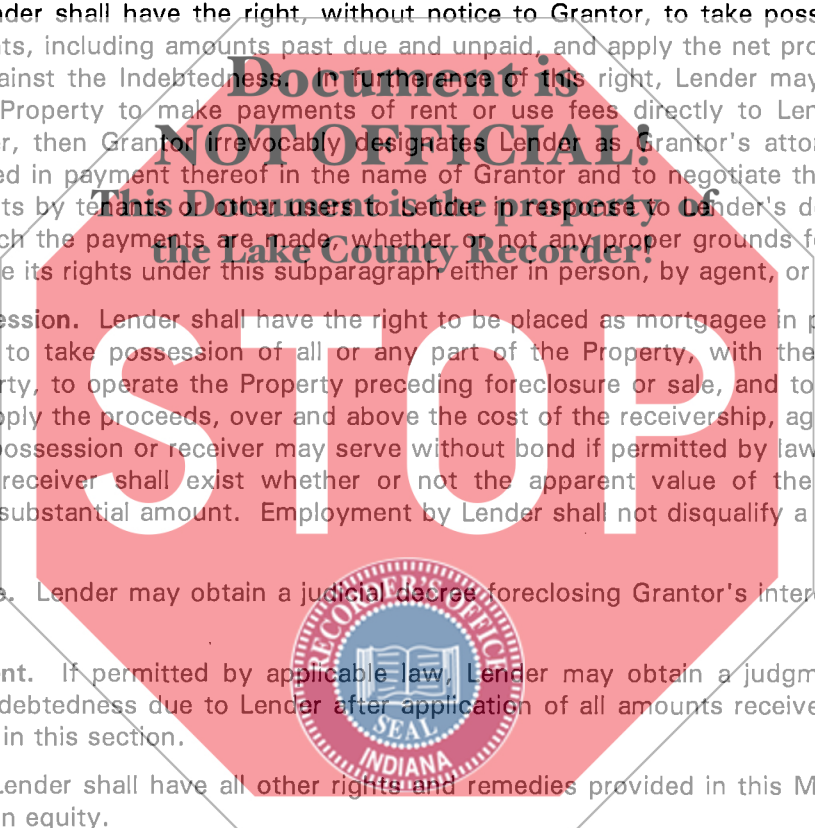 nder shall have the right, without notice to Grantor, to take poss
ts, including amounts past due and unpaid, and apply the net pro
ainst the Indebtedness. In furtherance of this right, Lender may
Property to make payments of rent or use fees directly to Len
r, then Grantor irrevocably designates Lender as Grantor's attor
ed in payment thereof in the name of Grantor and to negotiate th
ts by tenants or other users to Lender in response to Lender's d
ch the payments are made, whether or not any proper grounds f
e its rights under this subparagraph either in person, by agent, or
Document is
NOT OFFICIAL!
This Document is the property of
the Lake County Recorder!
ession. Lender shall have the right to be placed as mortgagee in p
to take possession of all or any part of the Property, with the
rty, to operate the Property preceding foreclosure or sale, and to
ply the proceeds, over and above the cost of the receivership, ag
possession or receiver may serve without bond if permitted by law
receiver shall exist whether or not the apparent value of the
substantial amount. Employment by Lender shall not disqualify a
STOP
e. Lender may obtain a judicial decree foreclosing Grantor's inter
nt. If permitted by applicable law, Lender may obtain a judgm
debtedness due to Lender after application of all amounts receive
in this section.
Lender shall have all other rights and remedies provided in this M
n equity.
RECORDER'S OFFICE
SEAL
INDIANA